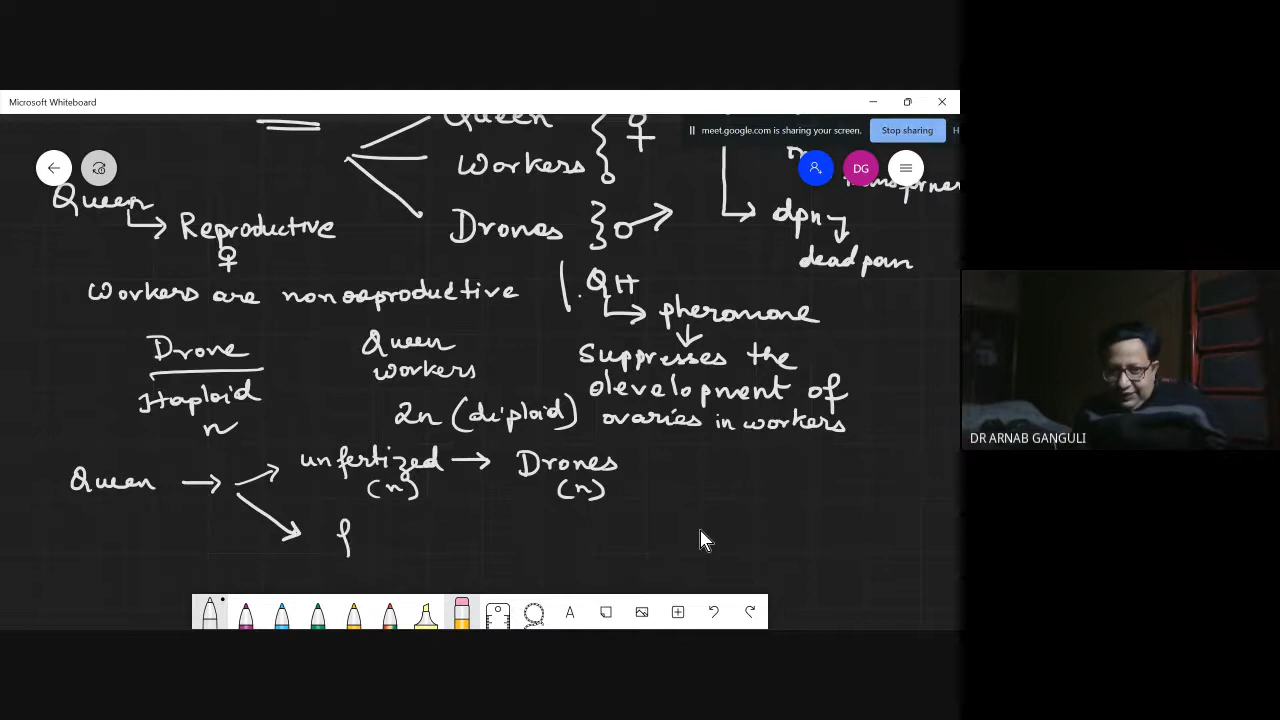 Microsoft Whiteboard
meet.google.com is sharing your screen.
Stop sharing
H
DG
Queen
Workers
Drones
♀
Queen
Reproductive
♀
Workers are nonreproductive
dpn
dead pan
1. QH
pheromone
Suppresses the
development of
ovaries in workers
Drone
Haploid
n
Queen
workers
2n (diploid)
Queen → unfertized → Drones
(n) (n)
f
A
DR ARNAB GANGULI